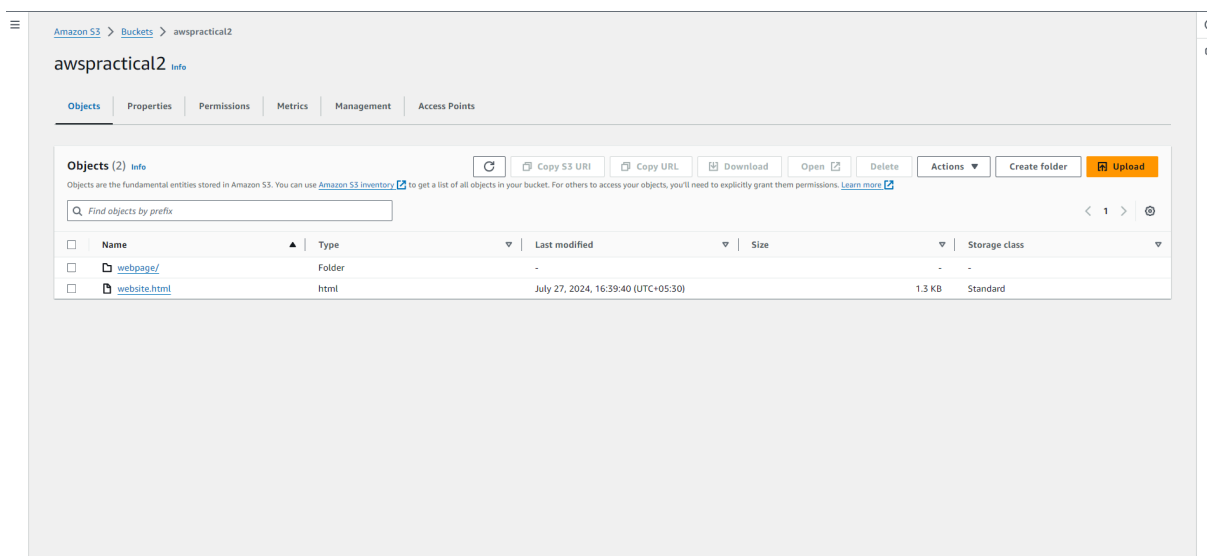 Amazon S3 > Buckets > awspractical2
awspractical2 Info
Objects Properties Permissions Metrics Management Access Points
Objects (2) Info
Copy S3 URI Copy URL Download Open Delete Actions Create folder Upload
Objects are the fundamental entities stored in Amazon S3. You can use Amazon S3 inventory to get a list of all objects in your bucket. For others to access your objects, you'll need to explicitly grant them permissions. Learn more
Find objects by prefix
< 1 >
Name Type Last modified Size Storage class
webpage/ Folder - - -
website.html html July 27, 2024, 16:39:40 (UTC+05:30) 1.3 KB Standard